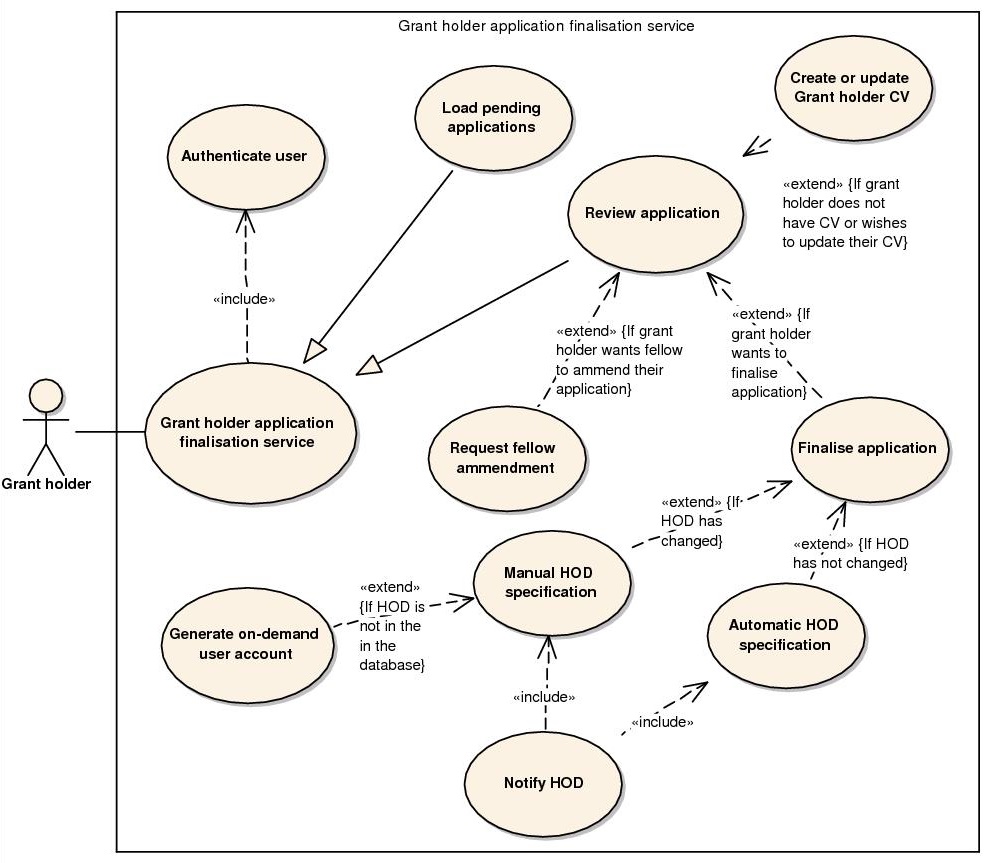 Grant holder application finalisation service
Create or update
Grant holder CV
Load pending
applications
Authenticate user
«extend» {If grant
holder does not
have CV or wishes
to update their CV}
Review application
«include»
«extend» {If
grant holder
wants to
finalise
application}
«extend» {If grant
holder wants fellow
to ammend their
application}
Grant holder application
finalisation service
Grant holder
Request fellow
ammendment
Finalise application
«extend» {If
HOD has
changed}
«extend» {If HOD
has not changed}
Manual HOD
specification
«extend»
{If HOD is
not in the
in the
database}
Generate on-demand
user account
Automatic HOD
specification
«include»
«include»
Notify HOD